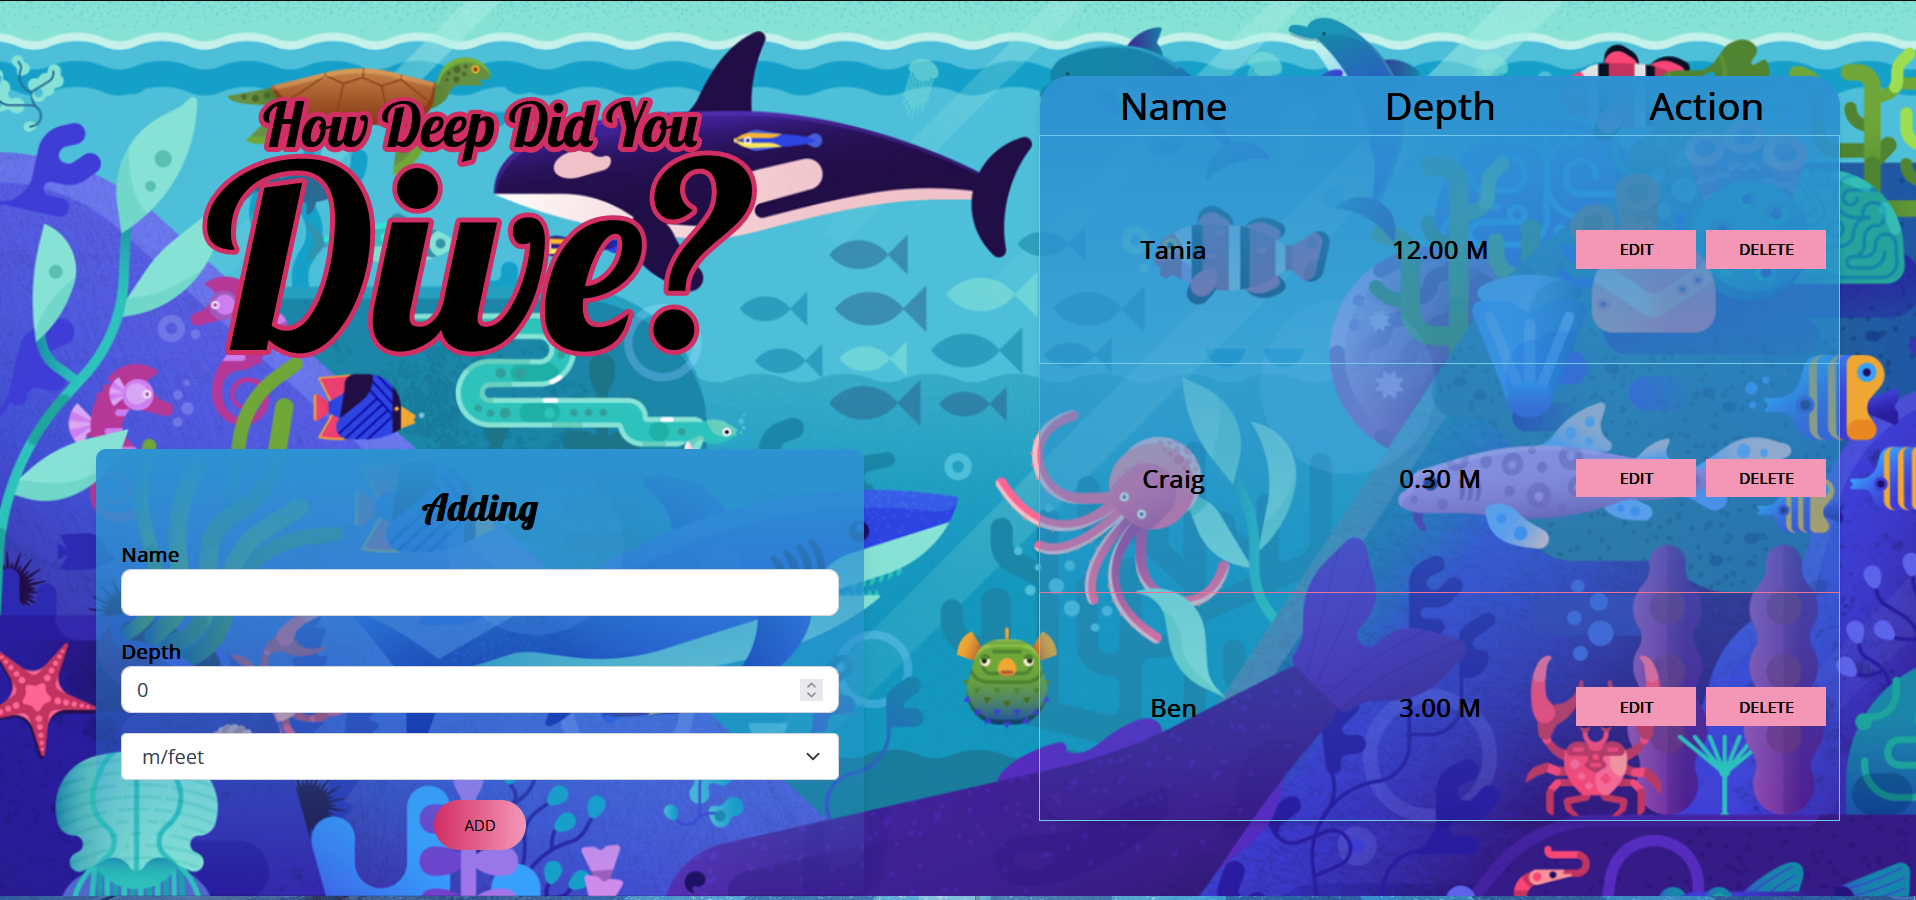 How Deep Did You
Dive?
Adding
Name
Depth
0
m/feet
ADD
Name Depth Action
Tania 12.00 M EDIT DELETE
Craig 0.30 M EDIT DELETE
Ben 3.00 M EDIT DELETE